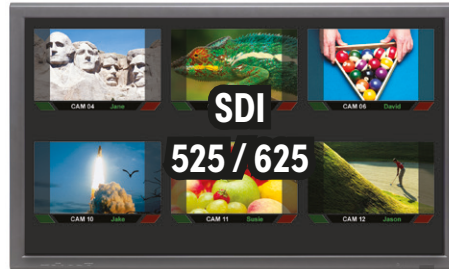 CAM 04 Jane
CAM 06 David
SDI
525 / 625
CAM 10 Jake
CAM 11 Susie
CAM 12 Jason